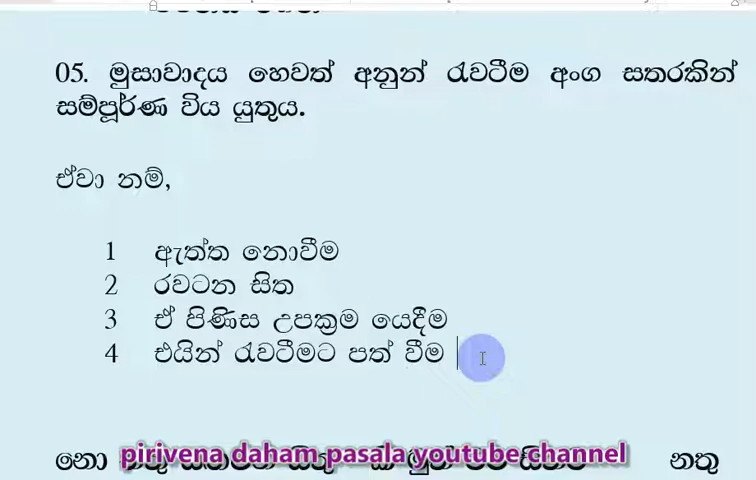 05. මුසාවාදය හෙවත් අනුන් රැවටීම අංග සතරකින්
සම්පූර්ණ විය යුතුය.
ඒවා නම්,
1 ඇත්ත නොවීම
2 රවටන සිත
3 ඒ පිණිස උපක්‍රම යෙදීම
4 එයින් රැවටීමට පත් වීම
නො නතු
pirivena daham pasala youtube channel